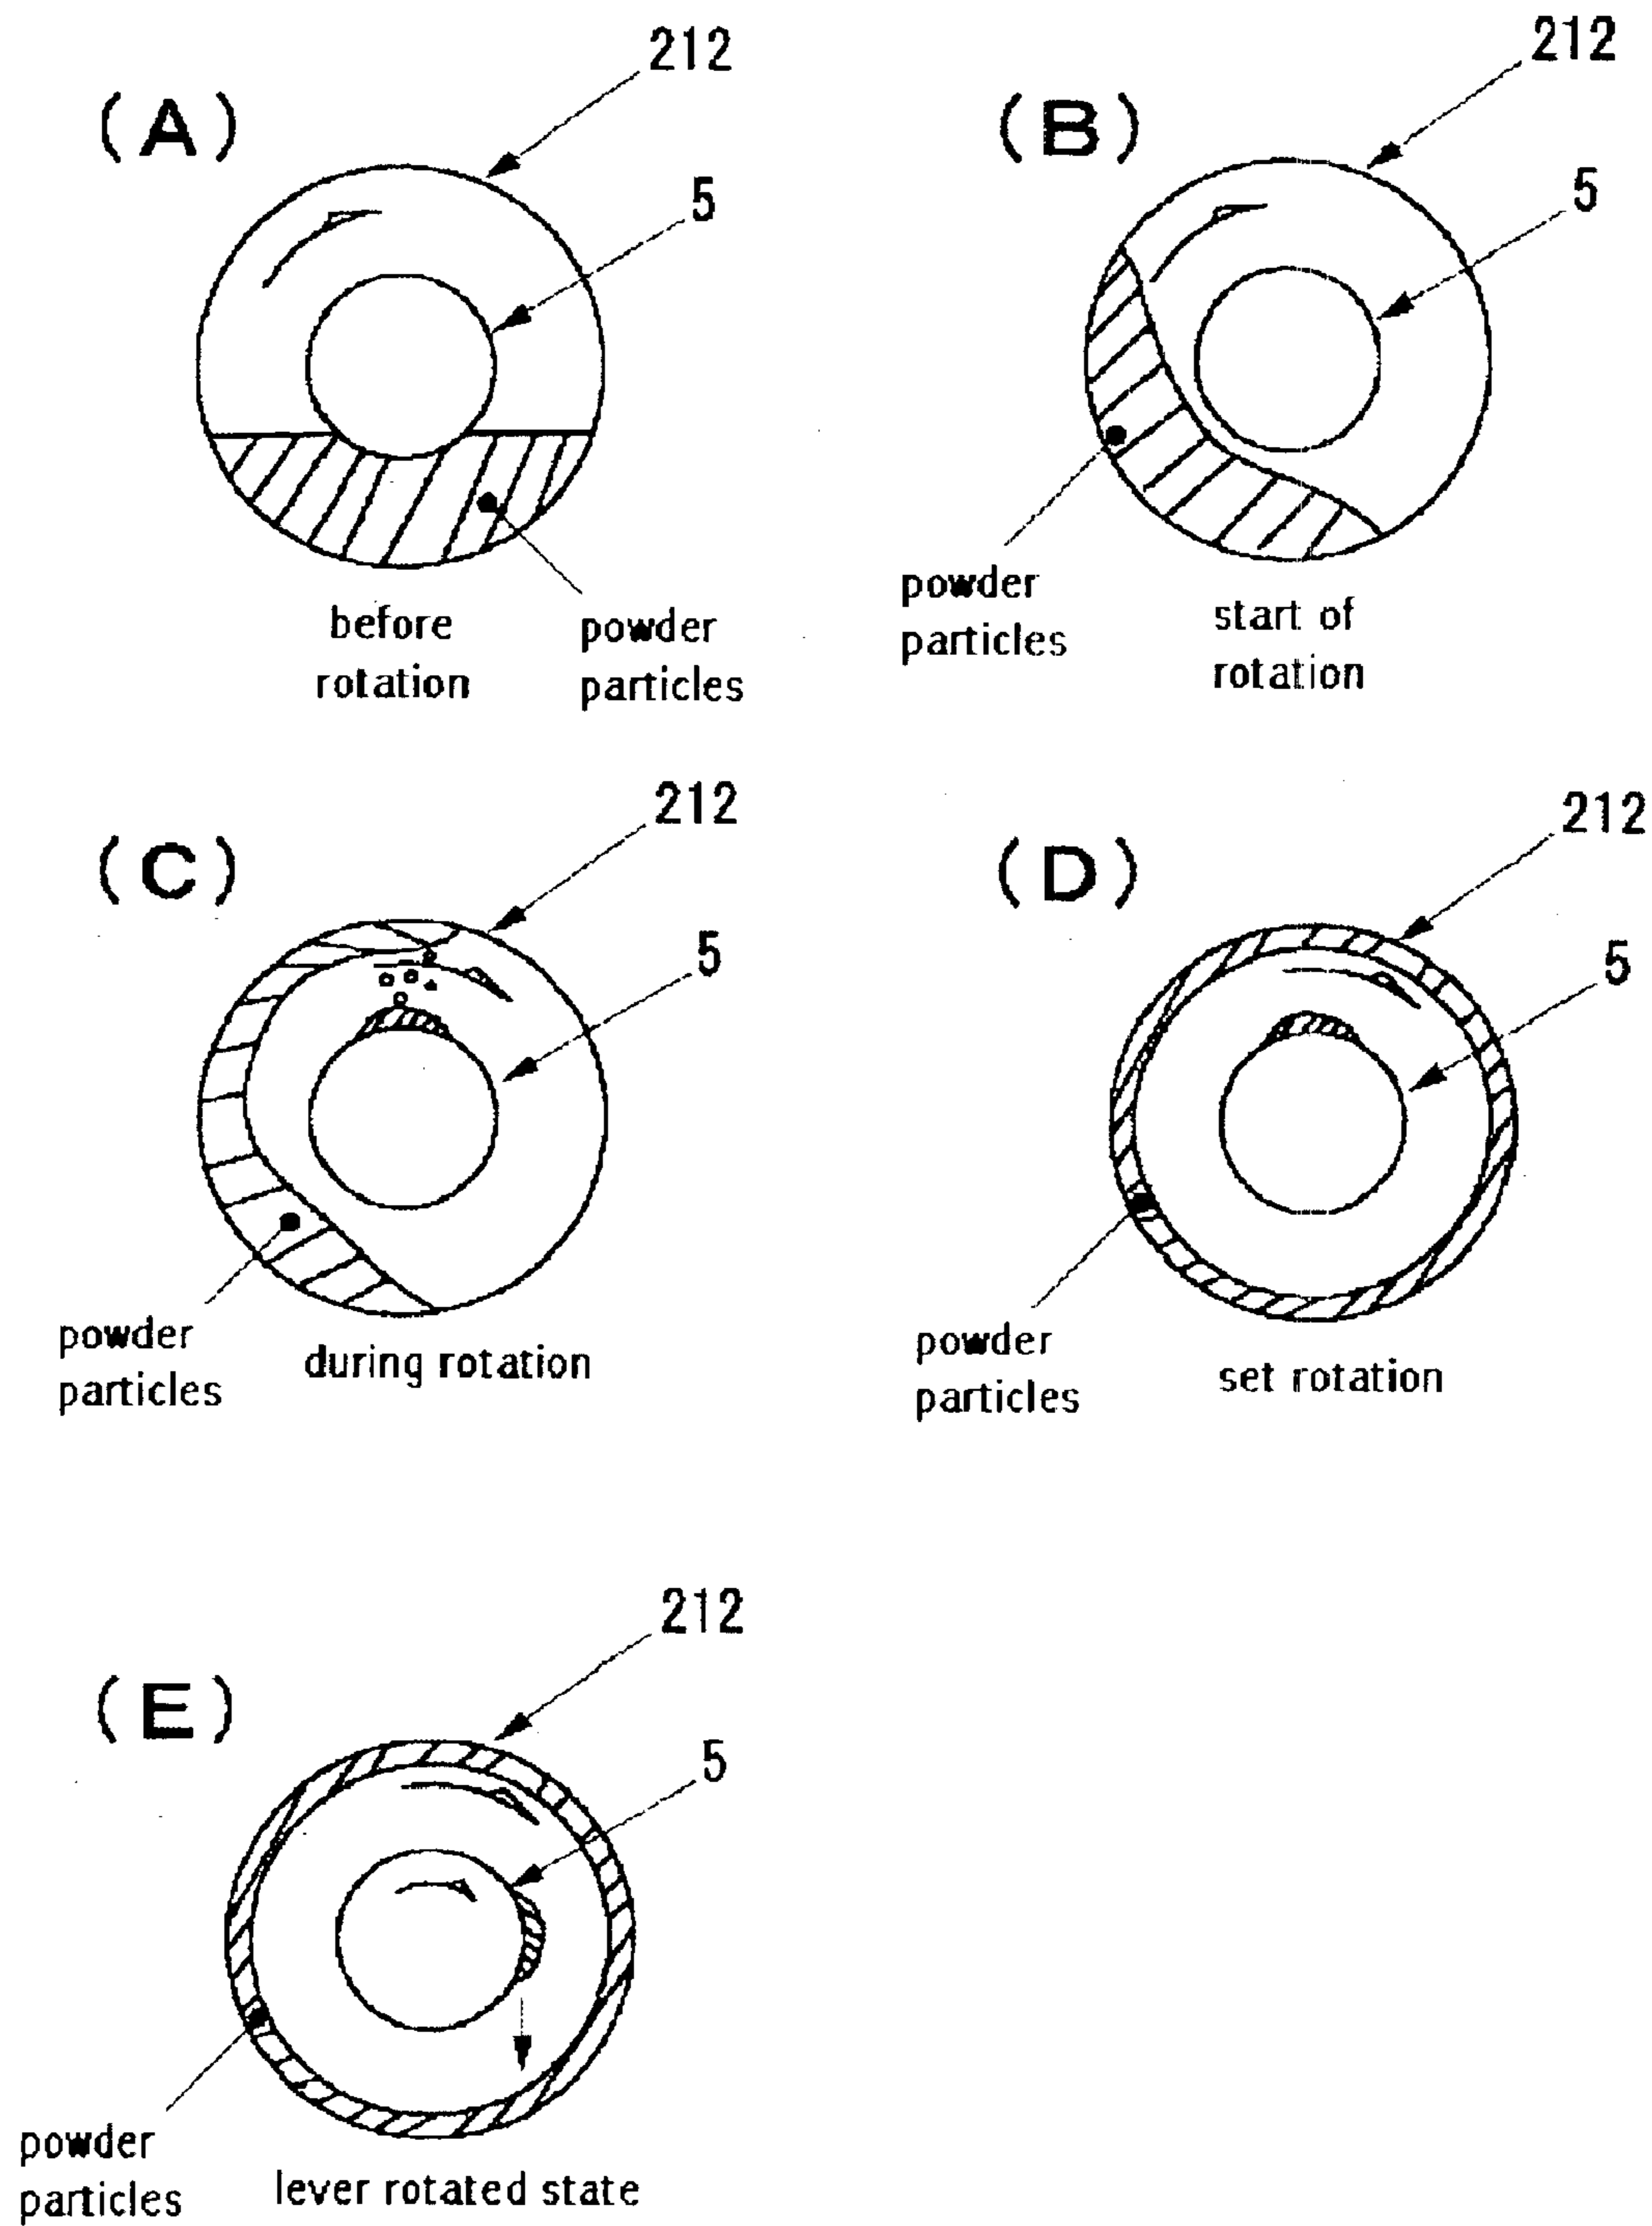 (A)
212
5
before
rotation
powder
particles
(B)
212
5
powder
particles
start of
rotation
(C)
212
5
powder
particles
during rotation
(D)
212
5
powder
particles
set rotation
(E)
212
5
powder
particles
lever rotated state